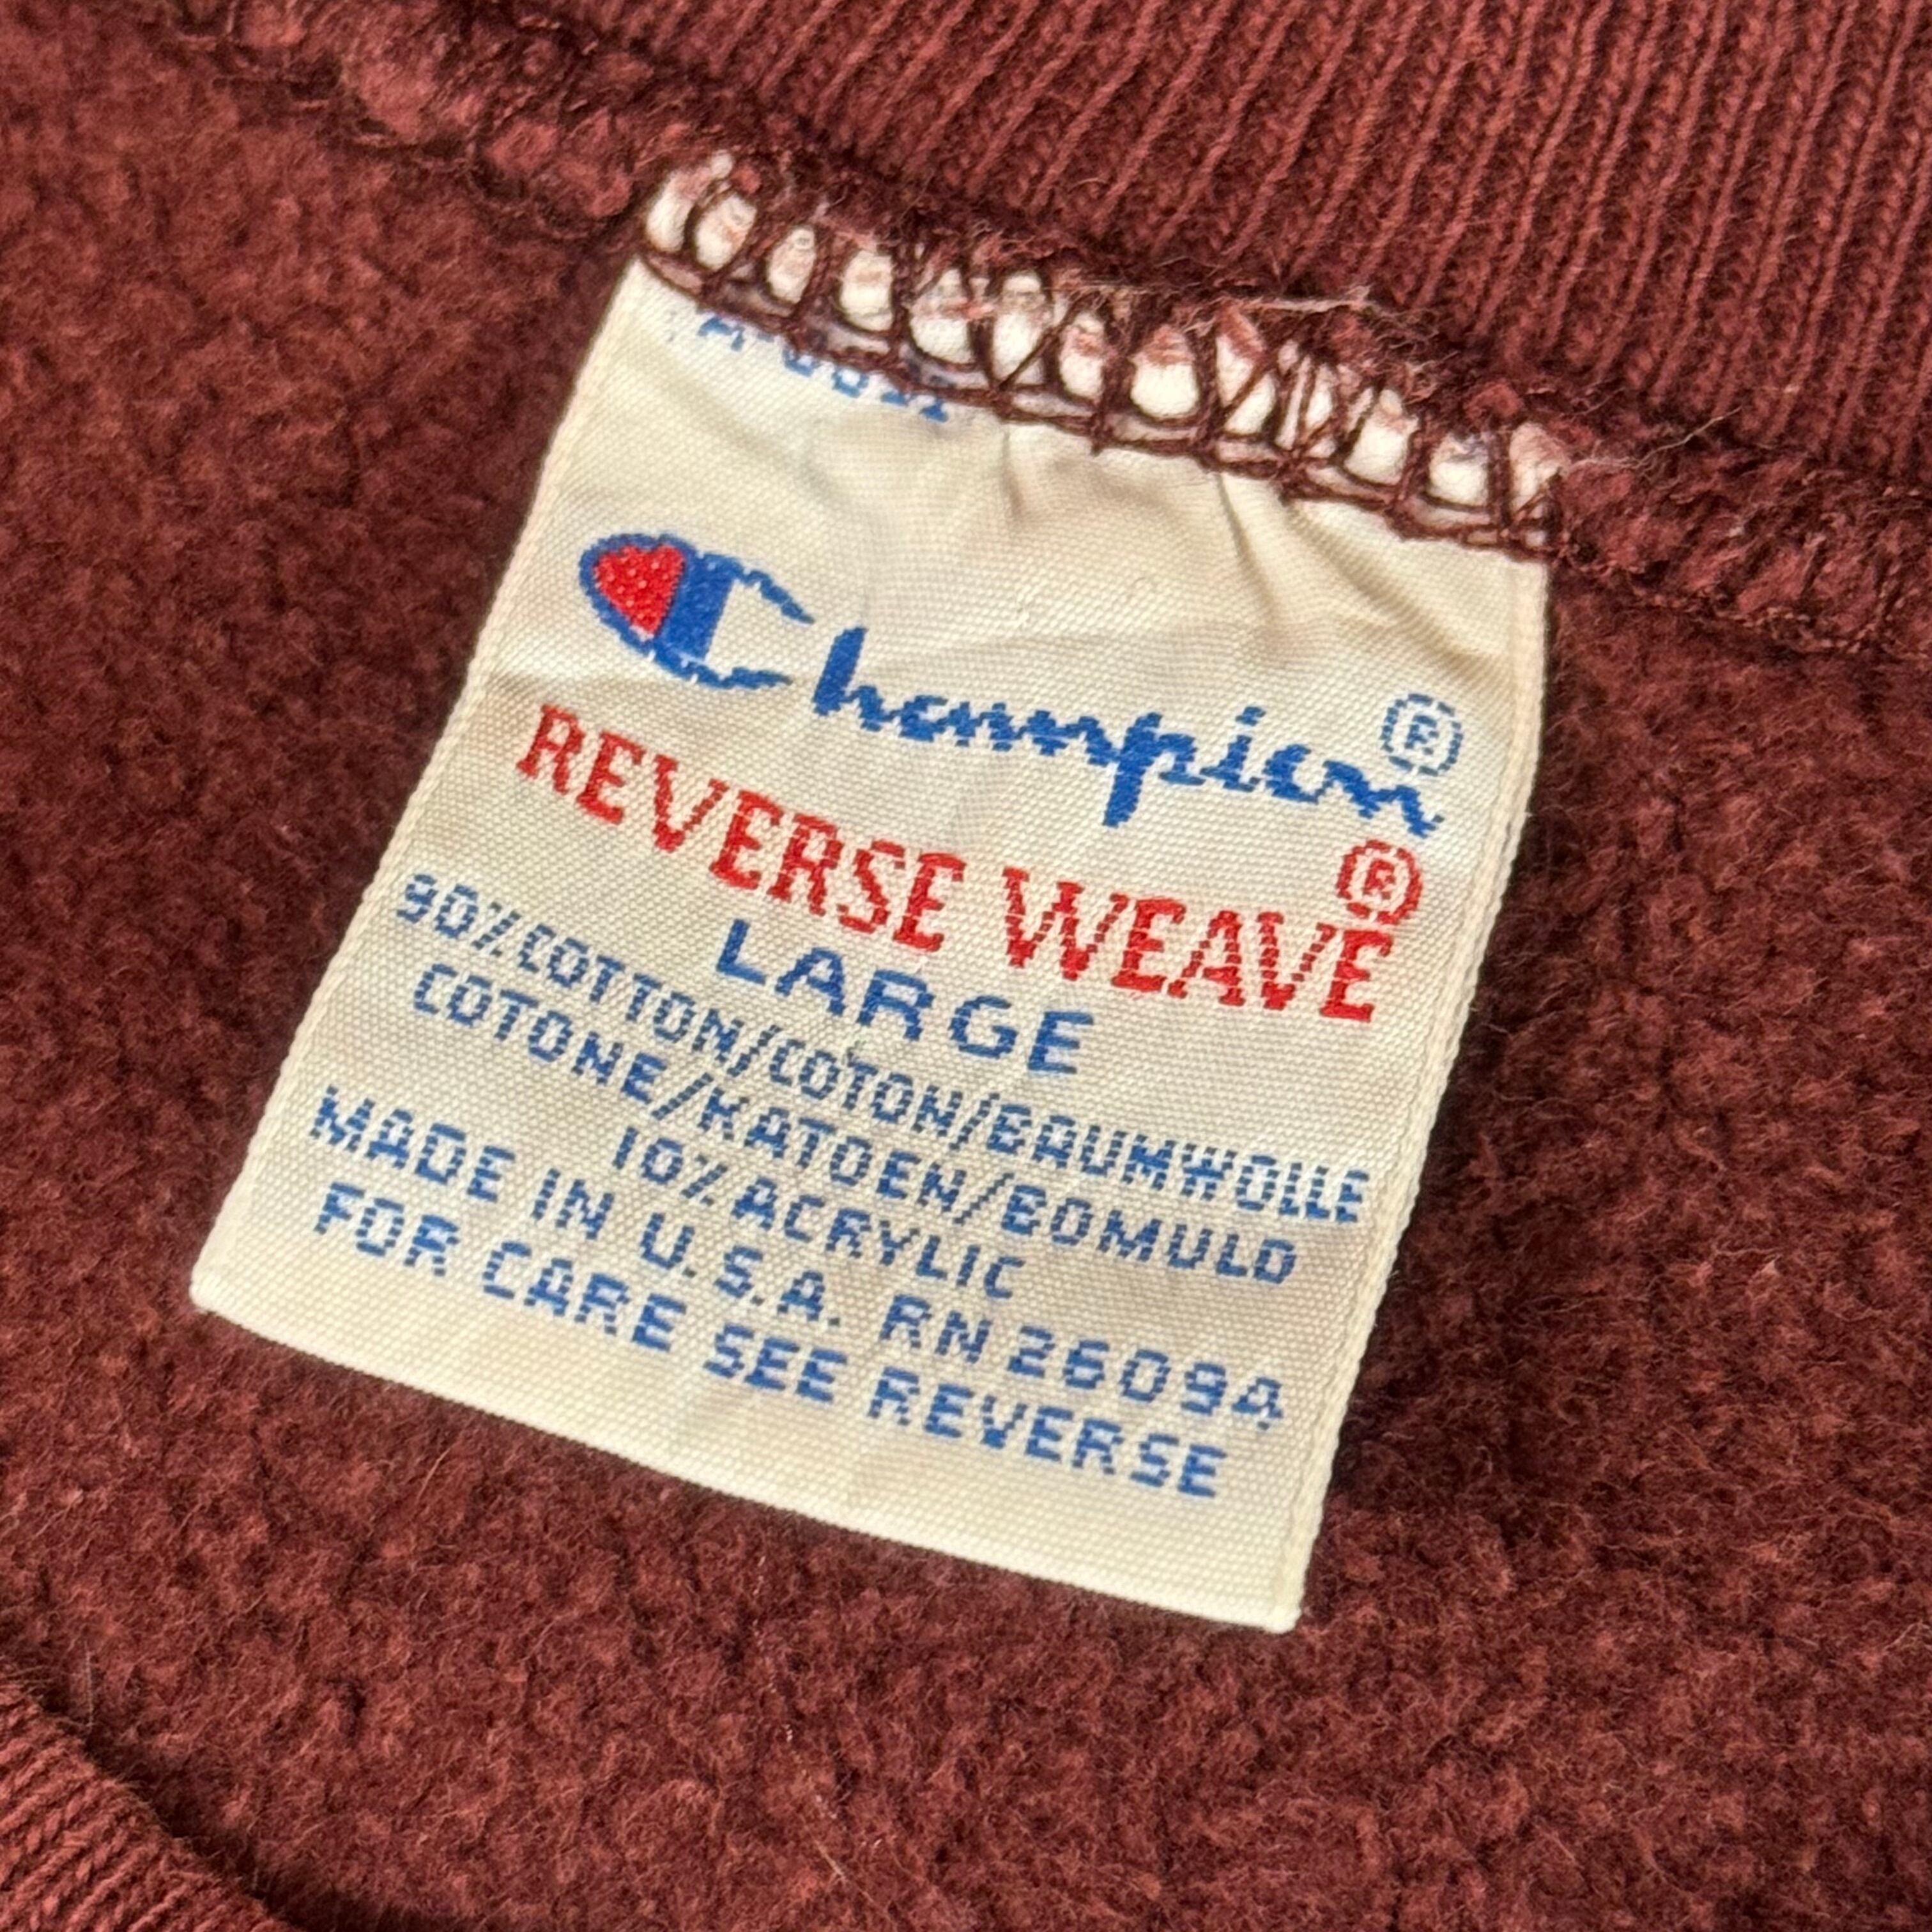 Champion®
REVERSE WEAVE®
LARGE
90%COTTON/COTON/BAUMWOLLE
COTONE/KATOEN/BOMULD
10% ACRYLIC
MADE IN U.S.A. RN 26094
FOR CARE SEE REVERSE